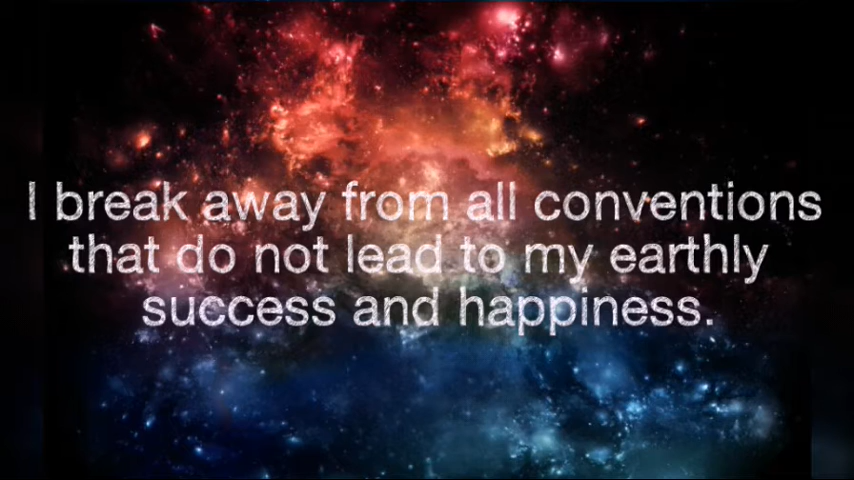 I break away from all conventions
that do not lead to my earthly
success and happiness.